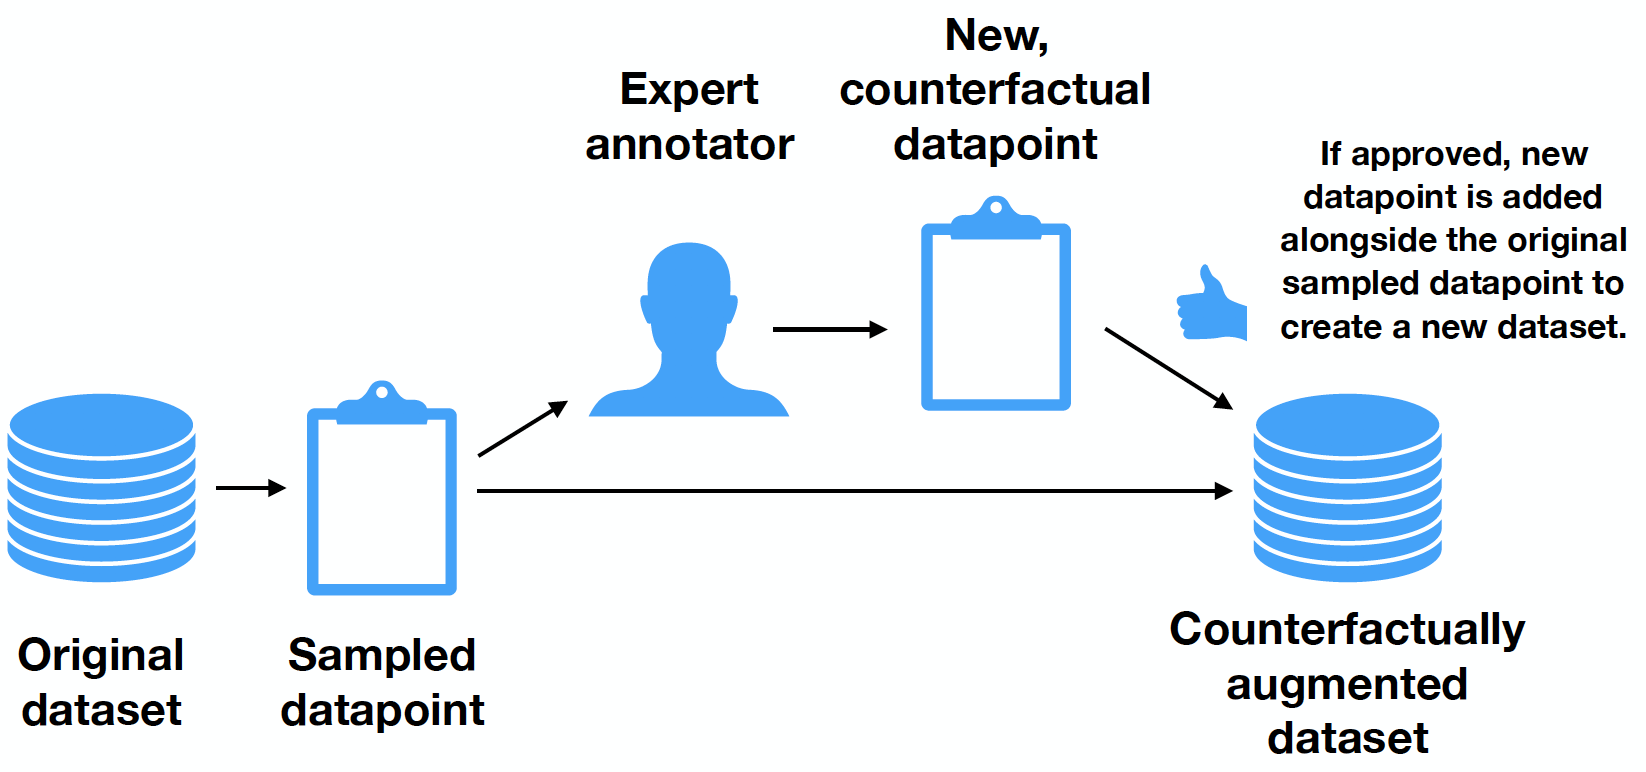 Original
dataset
Sampled
datapoint
Expert
annotator
New,
counterfactual
datapoint
If approved, new
datapoint is added
alongside the original
sampled datapoint to
create a new dataset.
Counterfactually
augmented
dataset